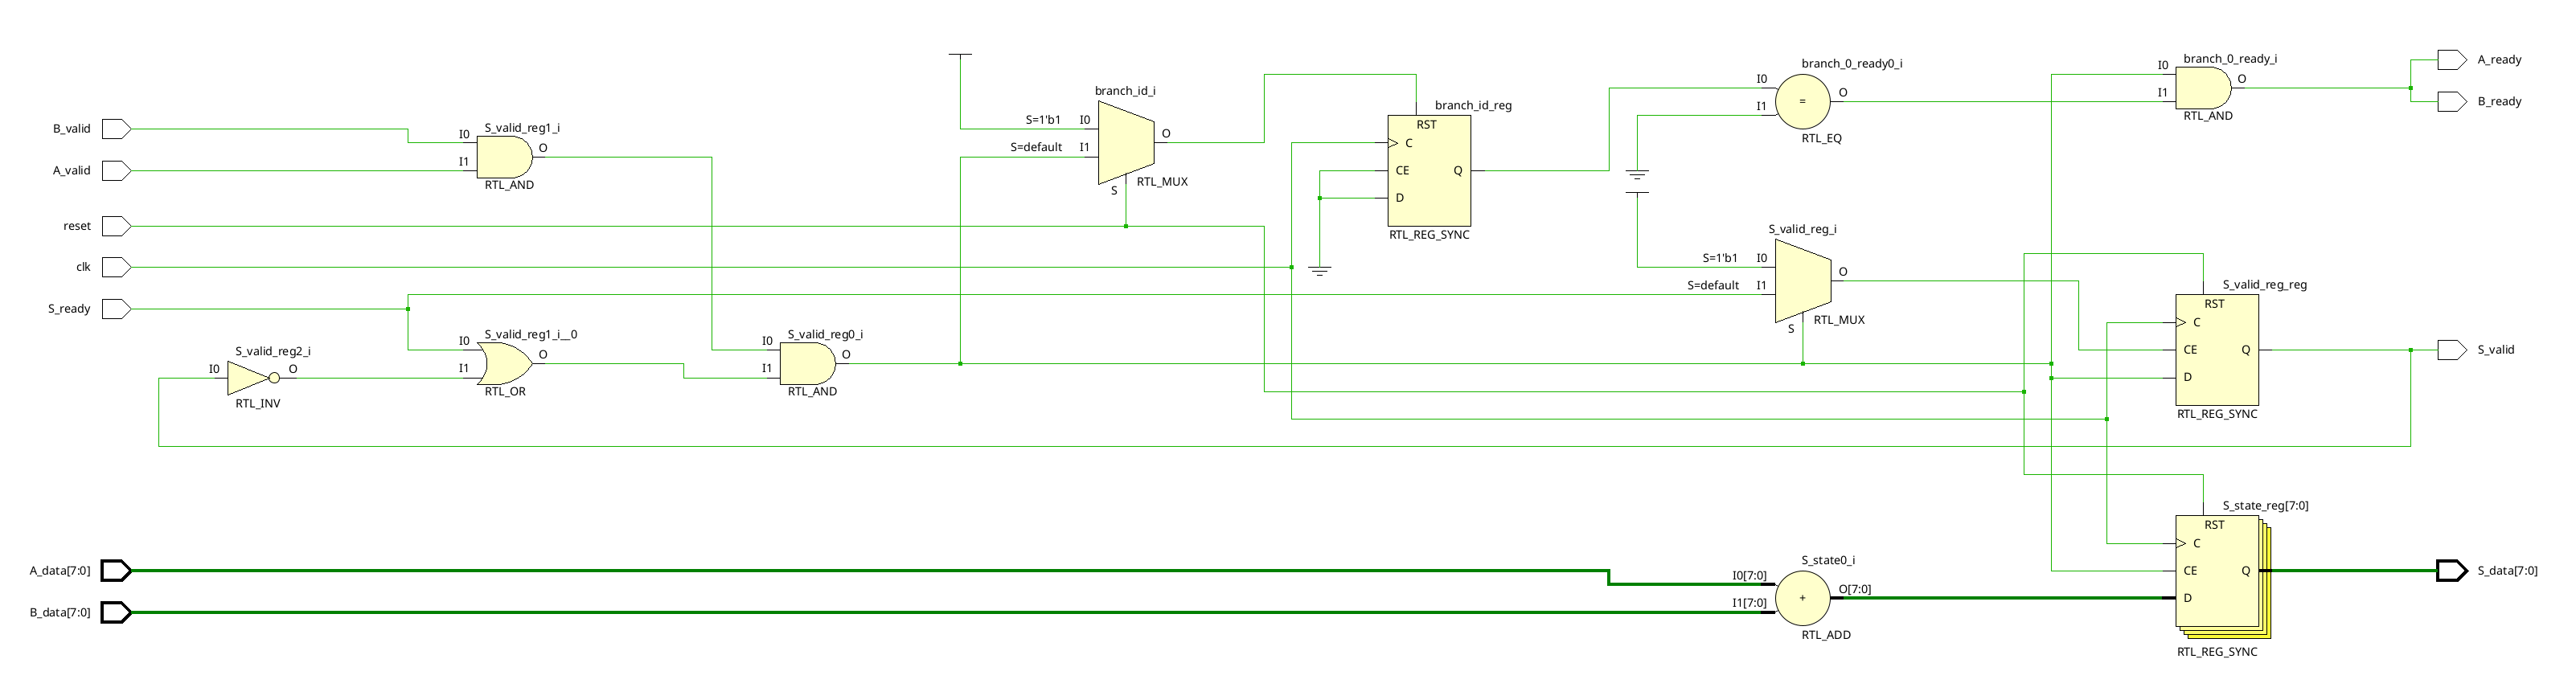 branch_0_ready0_i
branch_0_ready_i
A_ready
I0
O
I0
I1
O
=
RTL_EQ
I1
RTL_AND
B_ready
branch_id_i
S=1'b1
I0
S=default
I1
O
S
RTL_MUX
branch_id_reg
RST
C
CE
Q
D
RTL_REG_SYNC
B_valid
A_valid
S_valid_reg1_i
I0
I1
O
RTL_AND
reset
clk
S_ready
S_valid_reg_i
S=1'b1
I0
S=default
I1
O
S
RTL_MUX
S_valid_reg_reg
RST
C
CE
Q
D
RTL_REG_SYNC
S_valid
S_valid_reg2_i
I0
O
RTL_INV
S_valid_reg1_i__0
I0
I1
O
RTL_OR
S_valid_reg0_i
I0
I1
O
RTL_AND
A_data[7:0]
B_data[7:0]
S_state0_i
I0[7:0]
I1[7:0]
+
O[7:0]
RTL_ADD
S_state_reg[7:0]
RST
C
CE
Q
D
RTL_REG_SYNC
S_data[7:0]